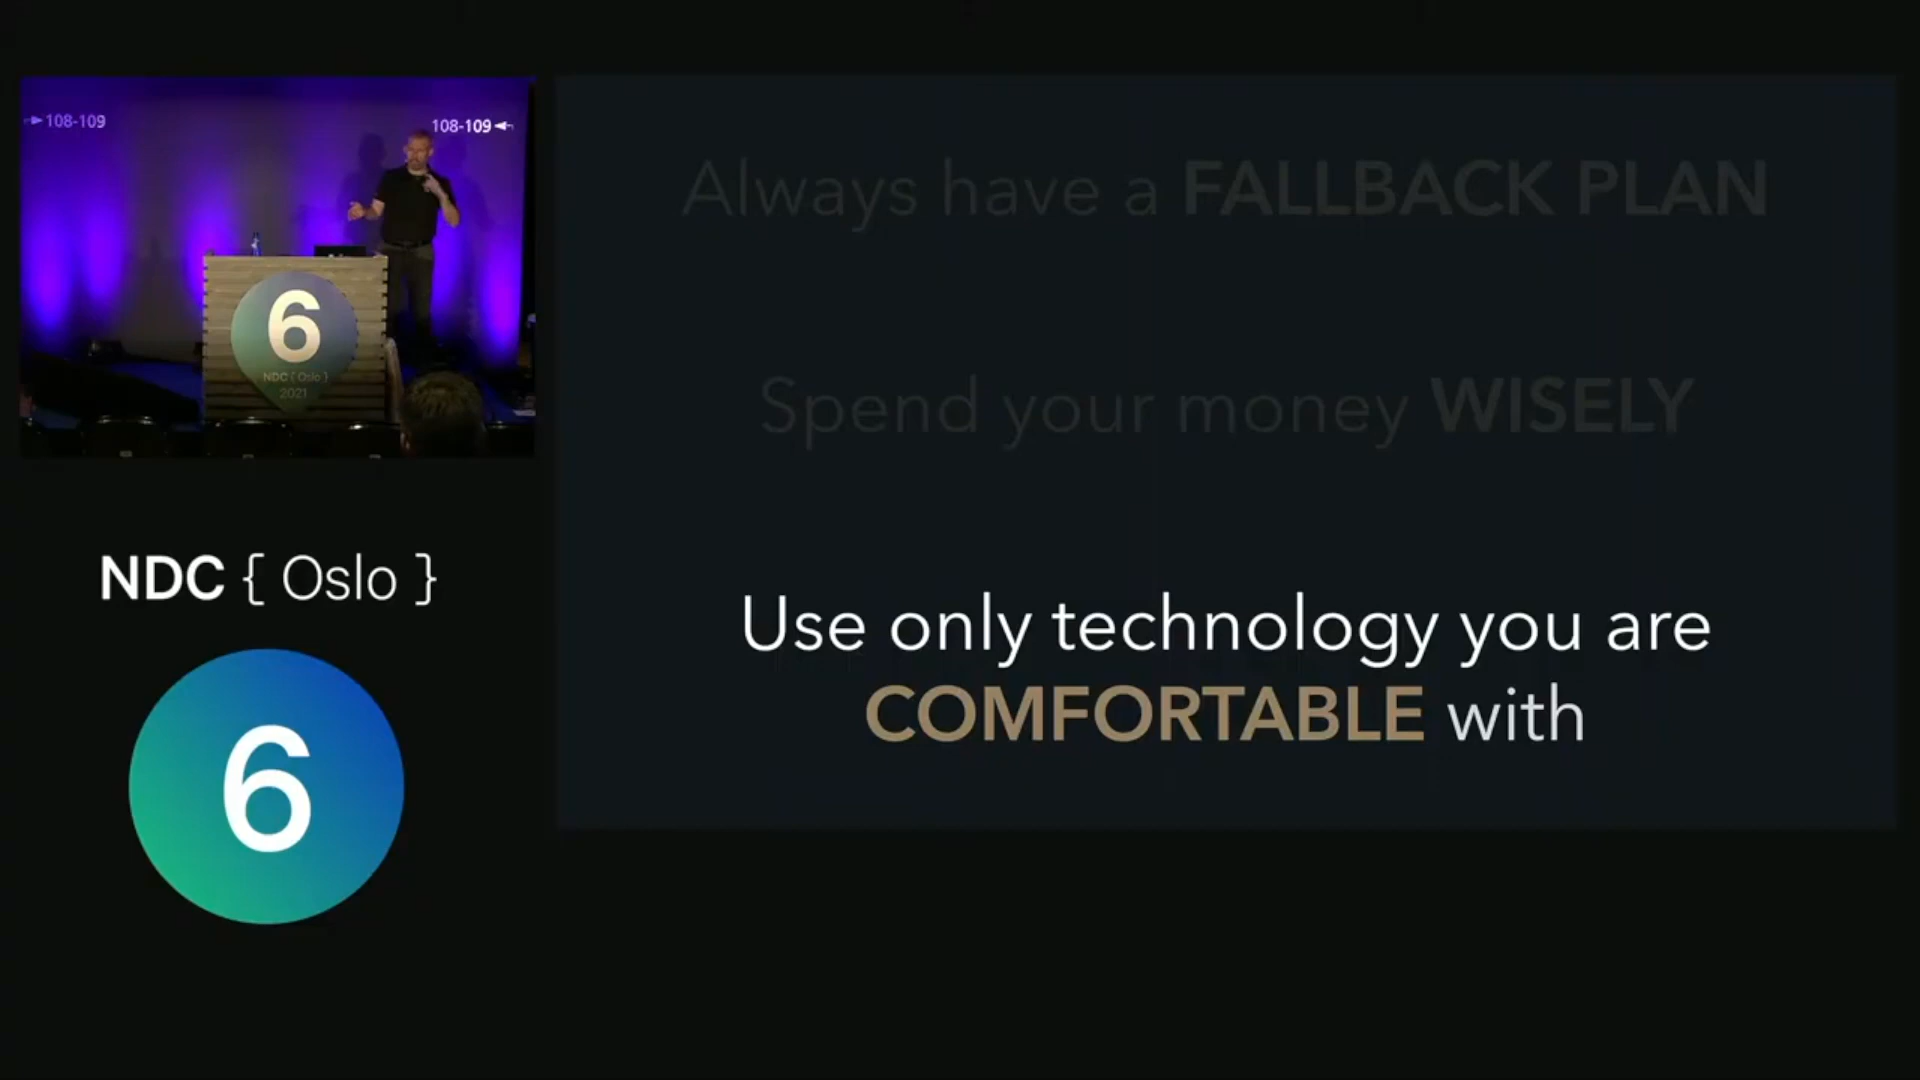 108-109
108-109
6
NDC { Oslo }
2021
NDC { Oslo }
6
Always have a FALLBACK PLAN
Spend your money WISELY
Use only technology you are
COMFORTABLE with